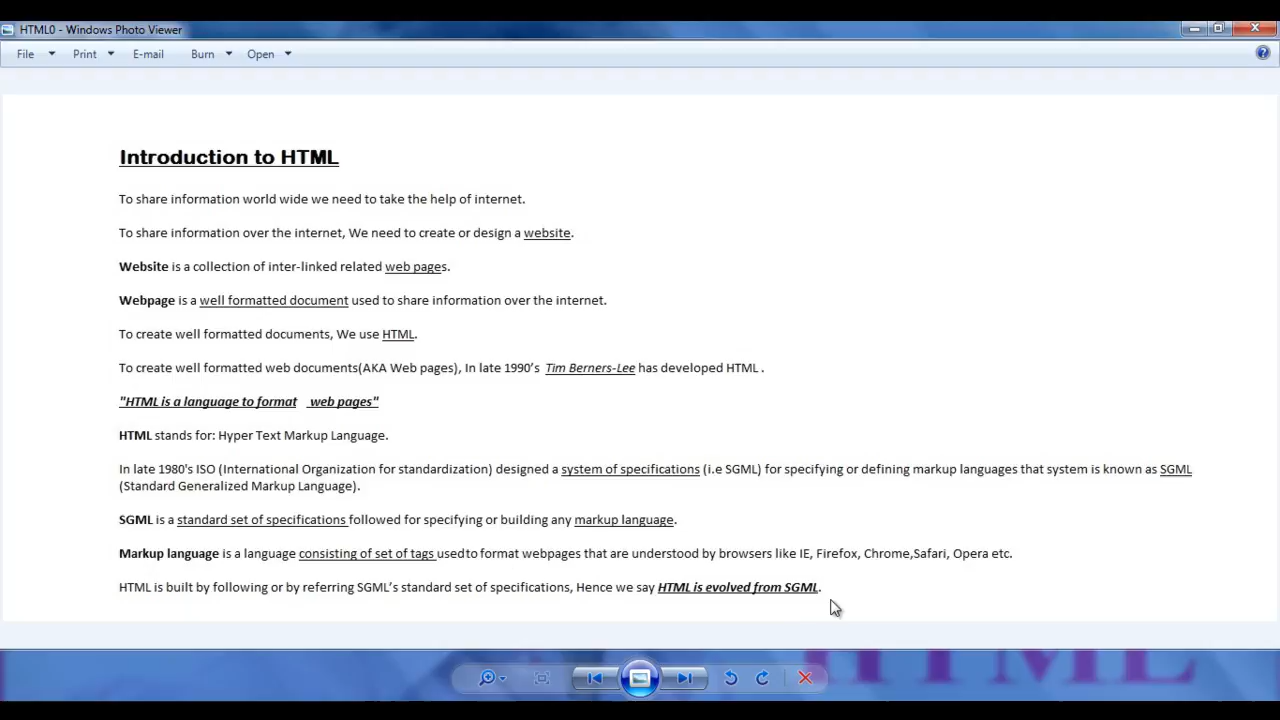 HTML0 - Windows Photo Viewer
File Print E-mail Burn Open
Introduction to HTML
To share information world wide we need to take the help of internet.
To share information over the internet, We need to create or design a website.
Website is a collection of inter-linked related web pages.
Webpage is a well formatted document used to share information over the internet.
To create well formatted documents, We use HTML.
To create well formatted web documents(AKA Web pages), In late 1990's Tim Berners-Lee has developed HTML .
"HTML is a language to format web pages"
HTML stands for: Hyper Text Markup Language.
In late 1980's ISO (International Organization for standardization) designed a system of specifications (i.e SGML) for specifying or defining markup languages that system is known as SGML
(Standard Generalized Markup Language).
SGML is a standard set of specifications followed for specifying or building any markup language.
Markup language is a language consisting of set of tags used to format webpages that are understood by browsers like IE, Firefox, Chrome,Safari, Opera etc.
HTML is built by following or by referring SGML's standard set of specifications, Hence we say HTML is evolved from SGML.
HTML